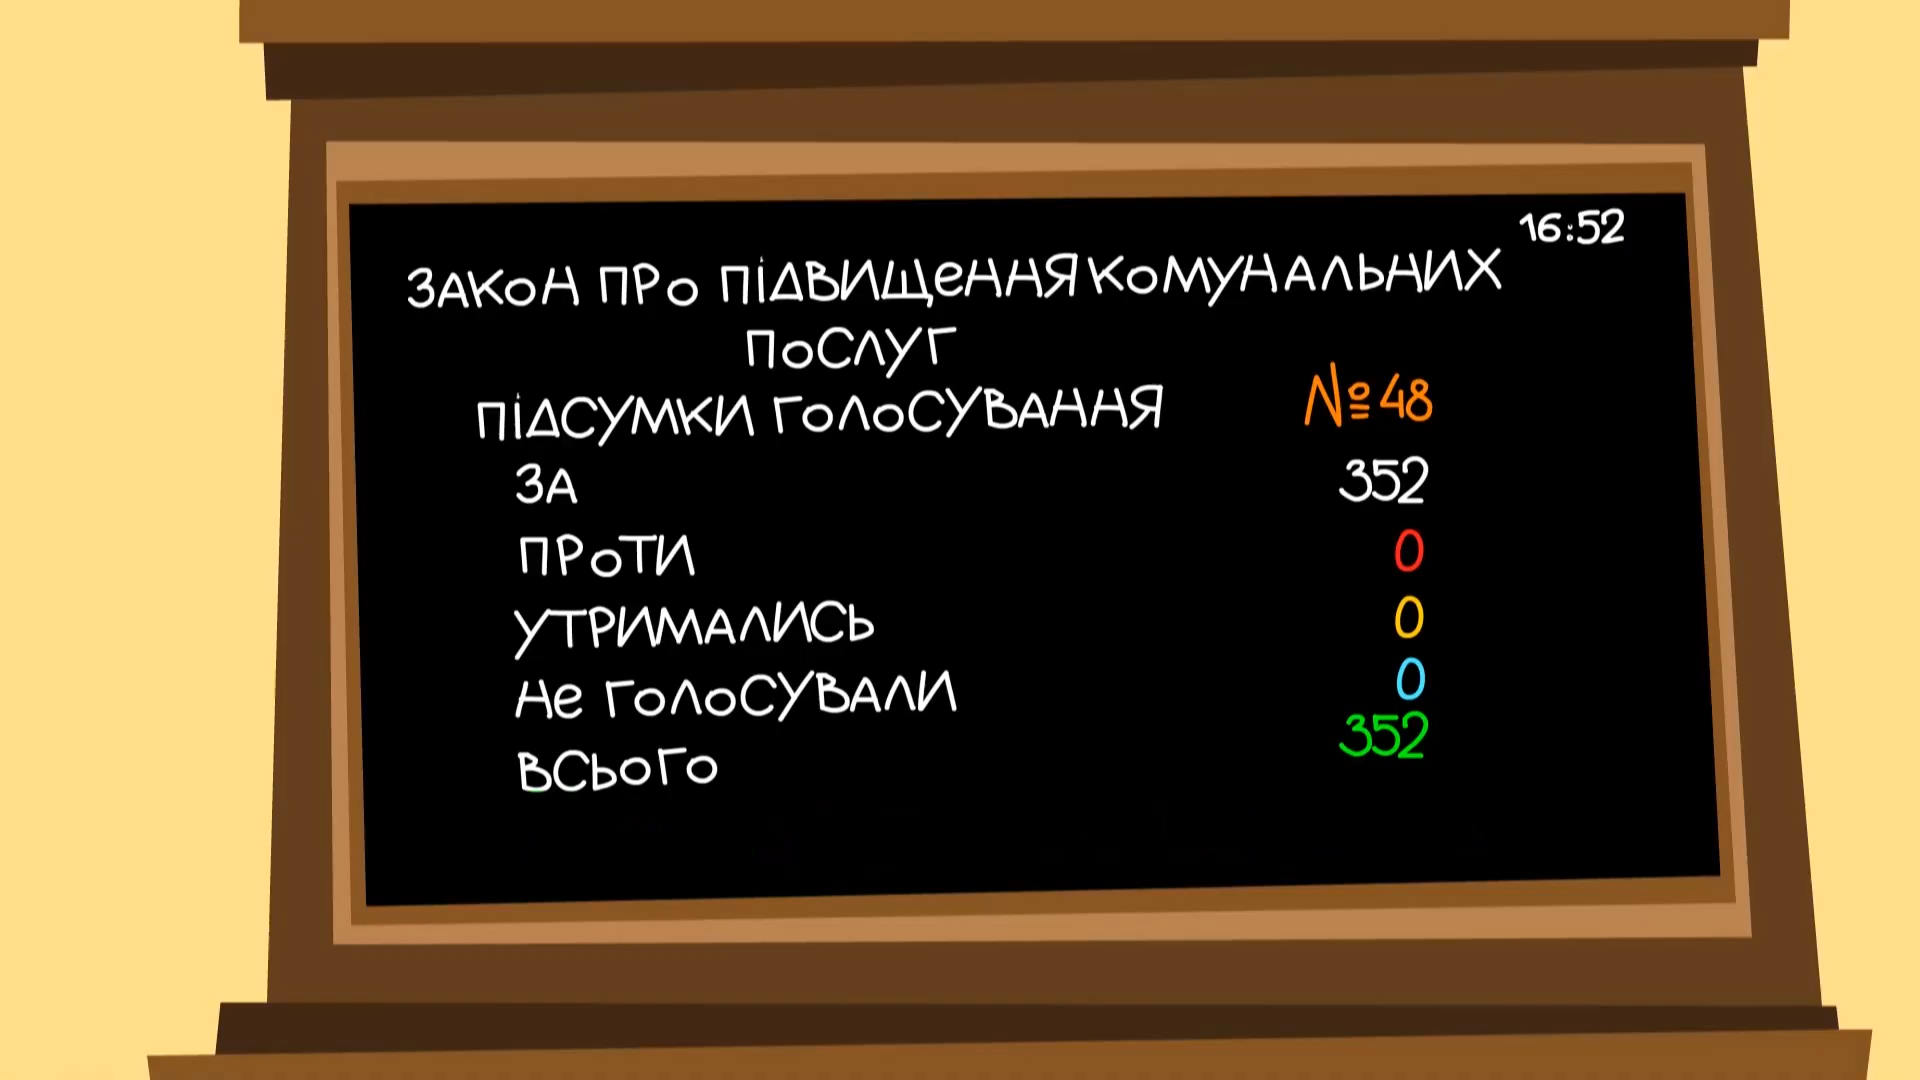 16:52
ЗАКОН ПРО ПІДВИЩЕННЯ КОМУНАЛЬНИХ
ПОСЛУГ
ПІДСУМКИ ГОЛОСУВАННЯ №48
ЗА 352
ПРОТИ 0
УТРИМАЛИСЬ 0
НЕ ГОЛОСУВАЛИ 0
ВСЬОГО 352